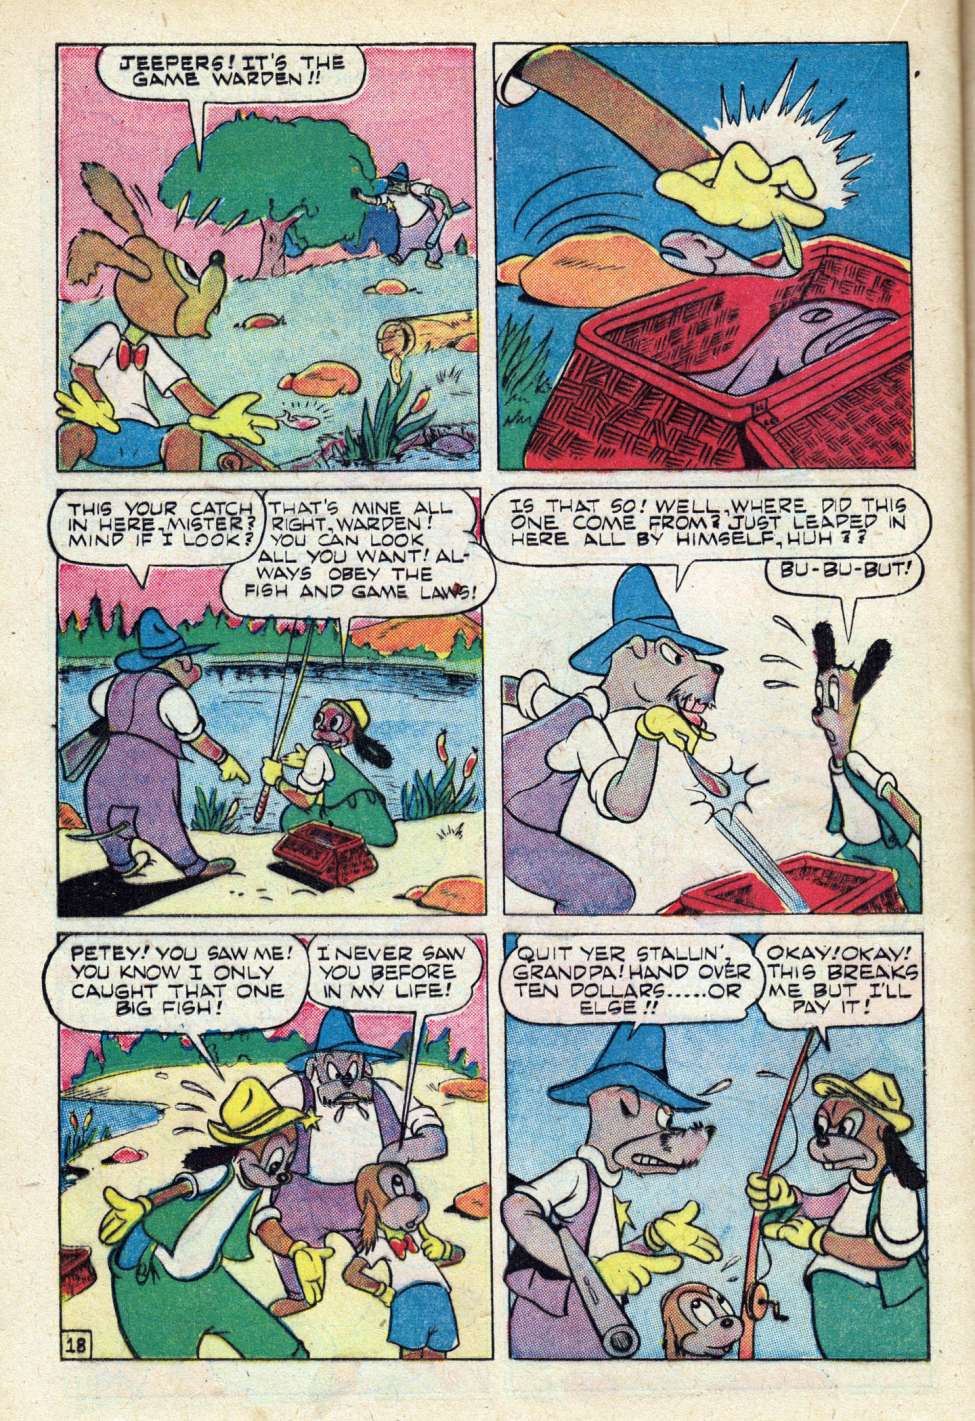 JEEPERS! IT'S THE
GAME WARDEN!!
THIS YOUR CATCH
IN HERE, MISTER?
MIND IF I LOOK?
THAT'S MINE ALL
RIGHT, WARDEN!
YOU CAN LOOK
ALL YOU WANT! AL-
WAYS OBEY THE
FISH AND GAME LAWS!
IS THAT SO! WELL, WHERE DID THIS
ONE COME FROM? JUST LEAPED IN
HERE ALL BY HIMSELF, HUH??
BU-BU-BUT!
PETEY! YOU SAW ME!
YOU KNOW I ONLY
CAUGHT THAT ONE
BIG FISH!
I NEVER SAW
YOU BEFORE
IN MY LIFE!
QUIT YER STALLIN',
GRANDPA! HAND OVER
TEN DOLLARS.....OR
ELSE!!
OKAY! OKAY!
THIS BREAKS
ME BUT I'LL
PAY IT!
18